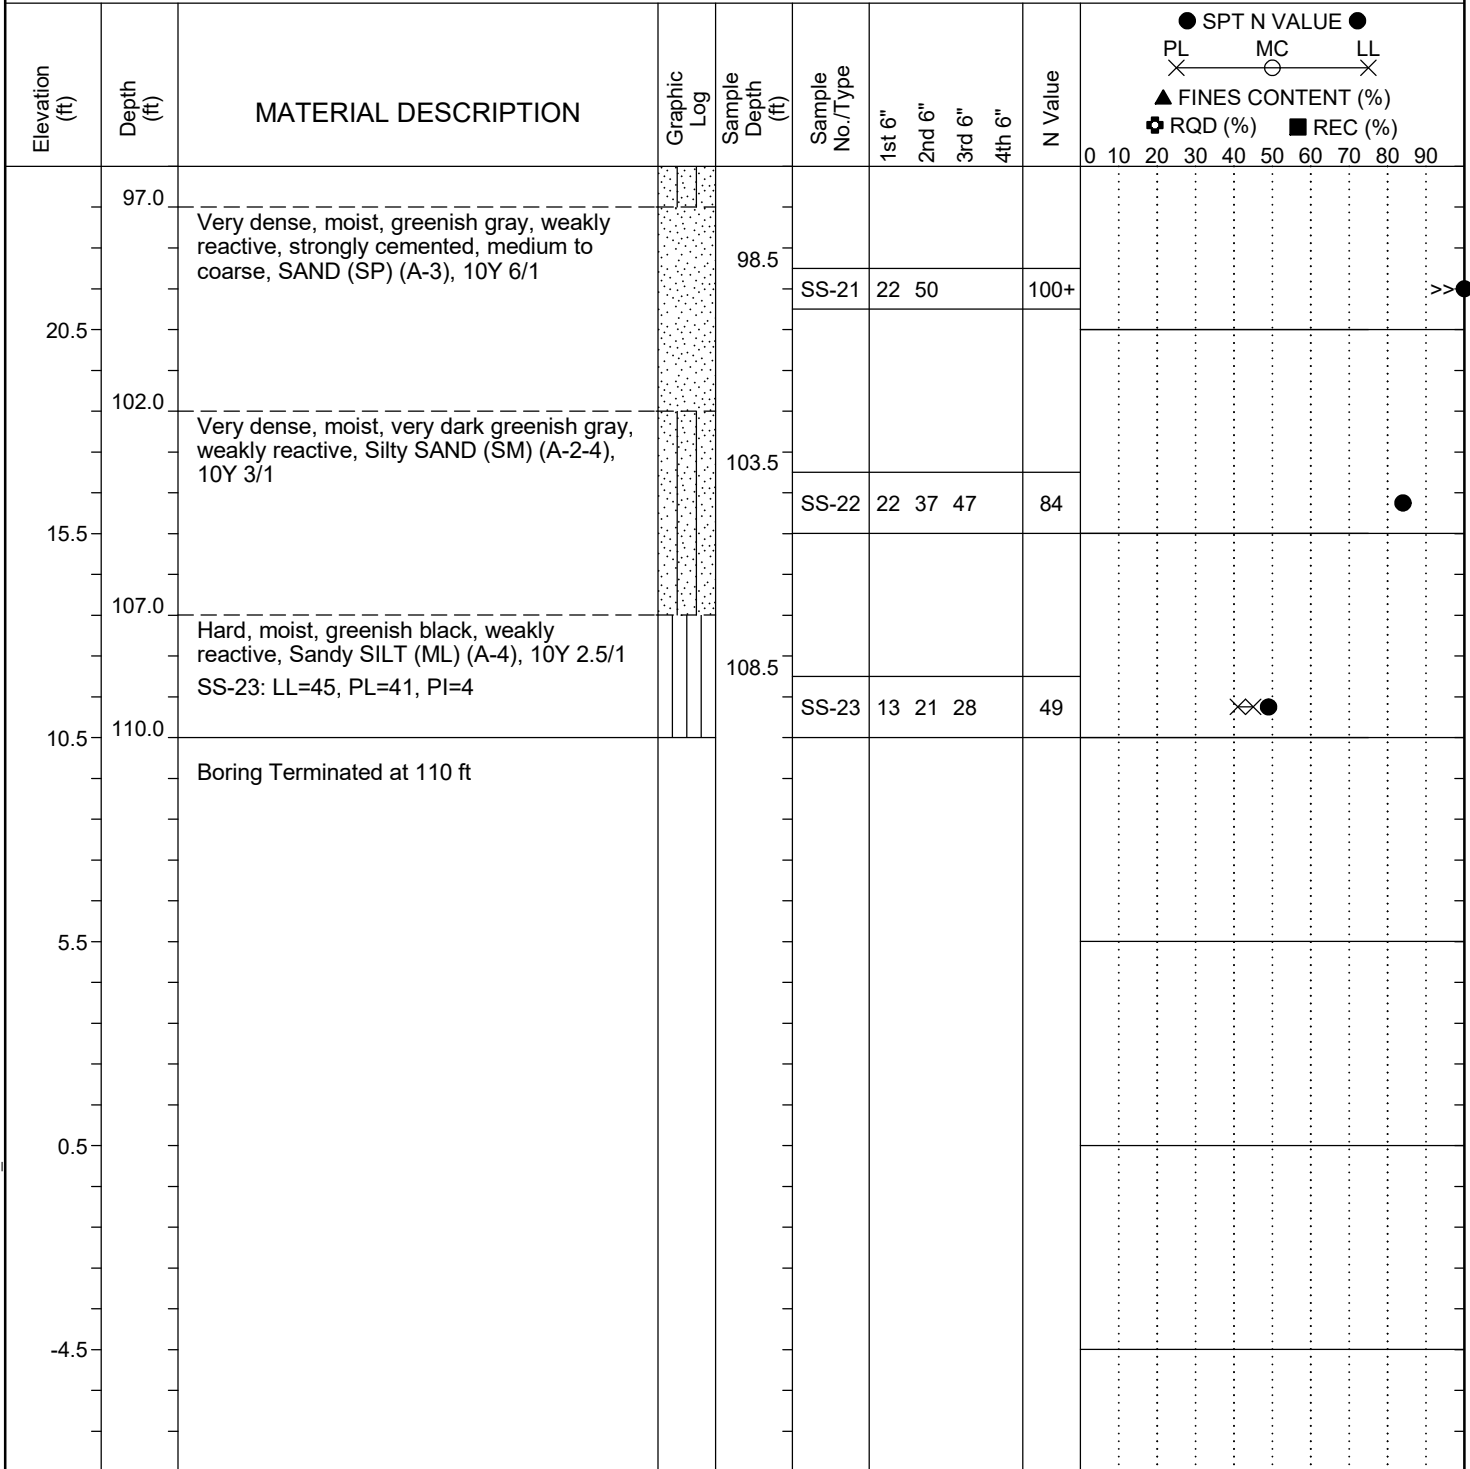 Elevation
(ft)
Depth
(ft)
MATERIAL DESCRIPTION
Graphic
Log
Sample
Depth
(ft)
Sample
No./Type
1st 6"
2nd 6"
3rd 6"
4th 6"
N Value
SPT N VALUE
PL MC LL
FINES CONTENT (%)
RQD (%) REC (%)
0 10 20 30 40 50 60 70 80 90
97.0
Very dense, moist, greenish gray, weakly
reactive, strongly cemented, medium to
coarse, SAND (SP) (A-3), 10Y 6/1
98.5
SS-21 22 50 100+ >>
20.5
102.0
Very dense, moist, very dark greenish gray,
weakly reactive, Silty SAND (SM) (A-2-4),
10Y 3/1
103.5
SS-22 22 37 47 84
15.5
107.0
Hard, moist, greenish black, weakly
reactive, Sandy SILT (ML) (A-4), 10Y 2.5/1
108.5
SS-23: LL=45, PL=41, PI=4
SS-23 13 21 28 49
10.5 110.0
Boring Terminated at 110 ft
5.5
0.5
-4.5